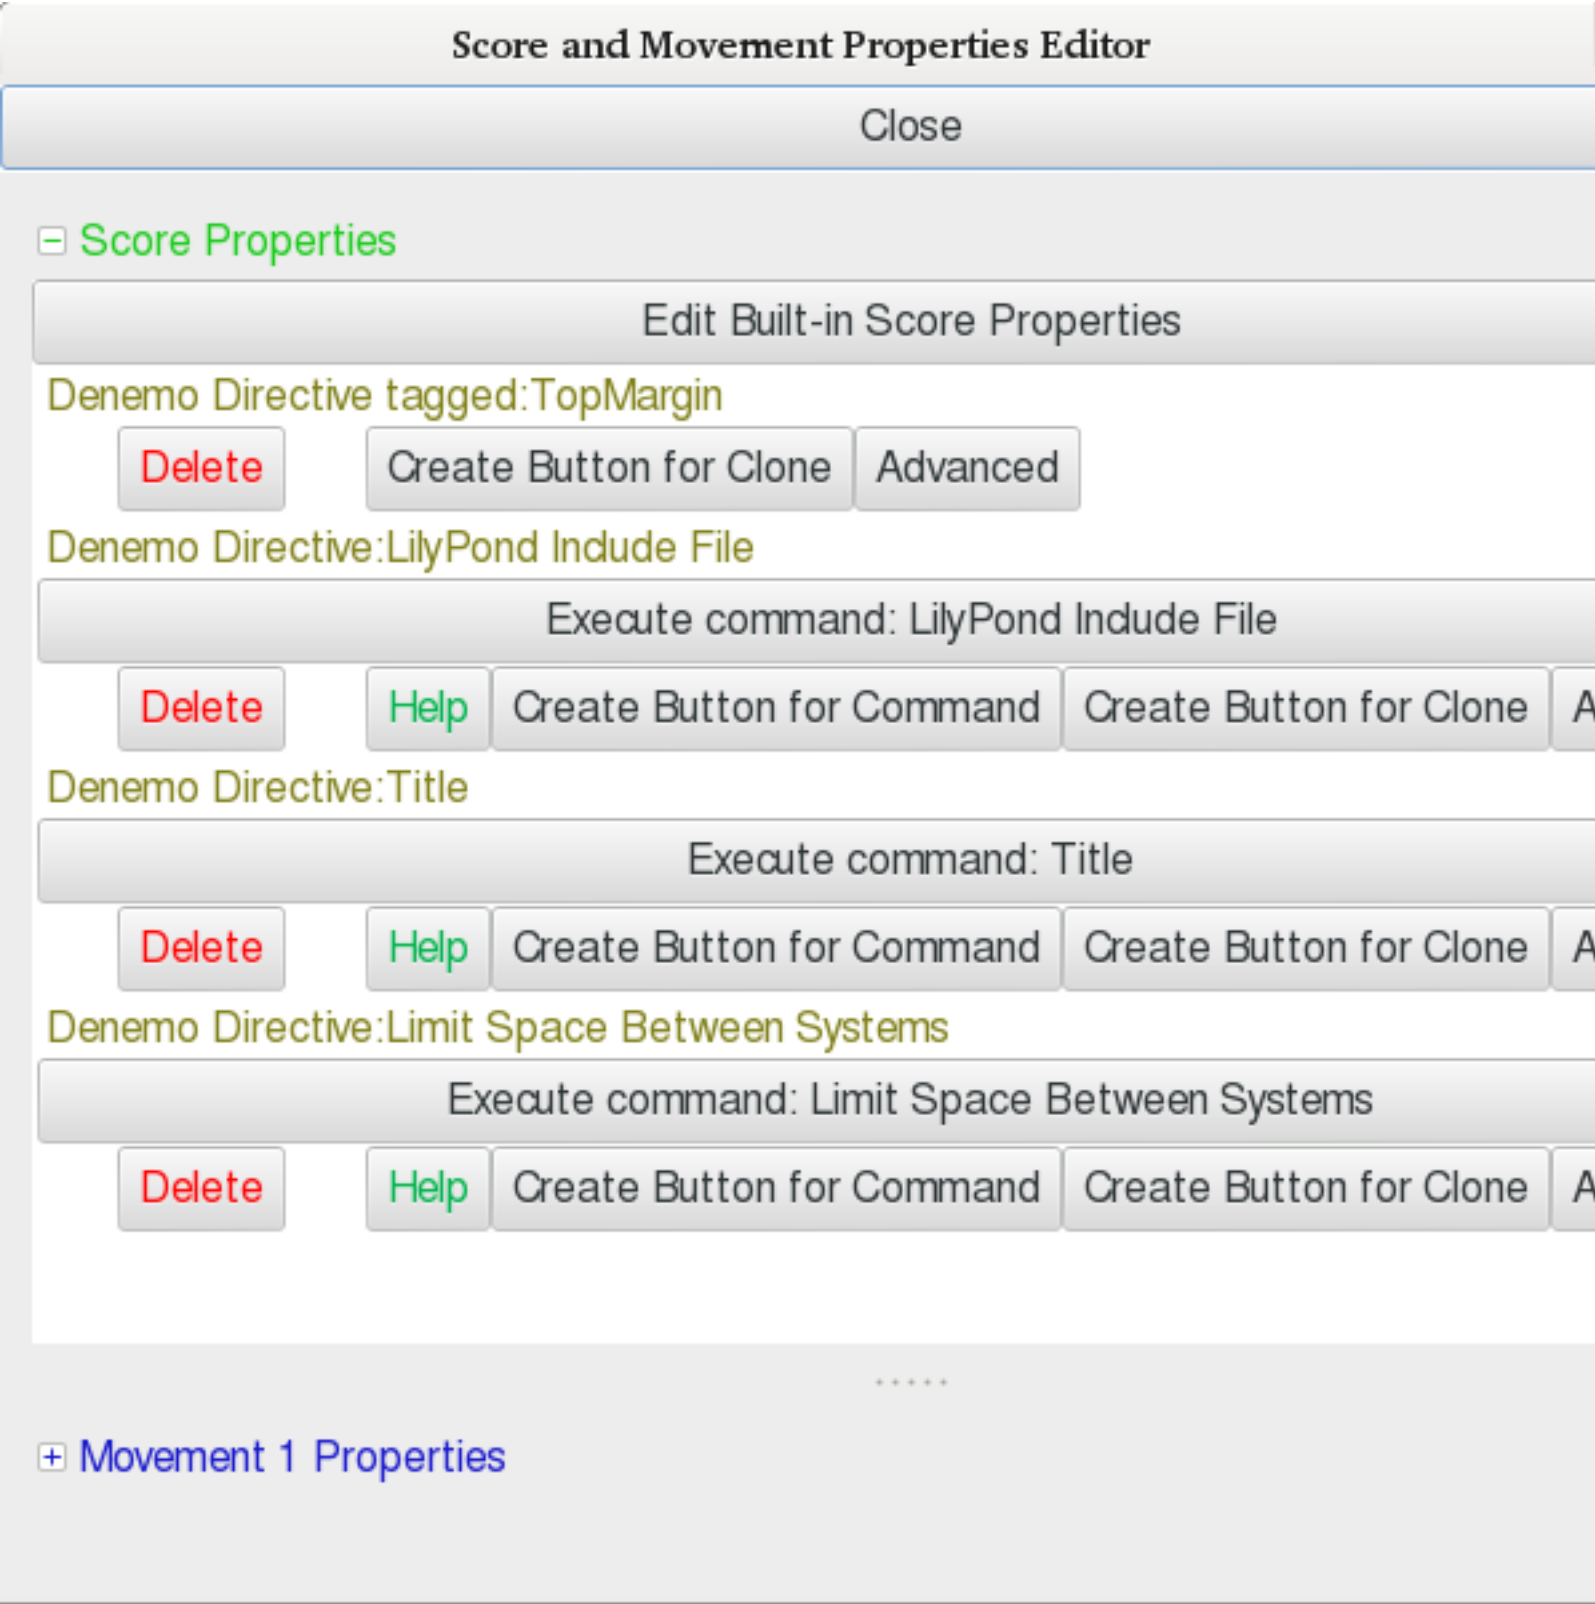 Score and Movement Properties Editor
Close
Score Properties
Edit Built-in Score Properties
Denemo Directive tagged:TopMargin
Delete Create Button for Clone Advanced
Denemo Directive:LilyPond Include File
Execute command: LilyPond Include File
Delete Help Create Button for Command Create Button for Clone A
Denemo Directive:Title
Execute command: Title
Delete Help Create Button for Command Create Button for Clone A
Denemo Directive:Limit Space Between Systems
Execute command: Limit Space Between Systems
Delete Help Create Button for Command Create Button for Clone A
Movement 1 Properties